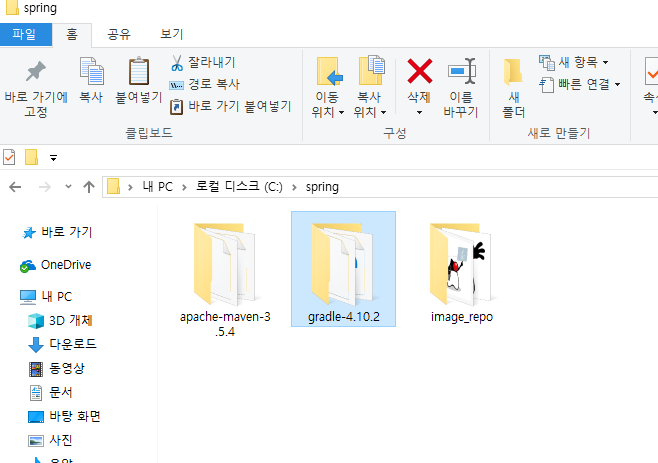 spring
파일 홈 공유 보기
바로 가기에
고정
복사
붙여넣기
잘라내기
경로 복사
바로 가기 붙여넣기
클립보드
이동
위치
복사
위치
삭제
이름
바꾸기
구성
새
폴더
새 항목
빠른 연결
새로 만들기
속성
내 PC > 로컬 디스크 (C:) > spring
바로 가기
OneDrive
내 PC
3D 개체
다운로드
동영상
문서
바탕 화면
사진
apache-maven-3
.5.4
gradle-4.10.2
image_repo